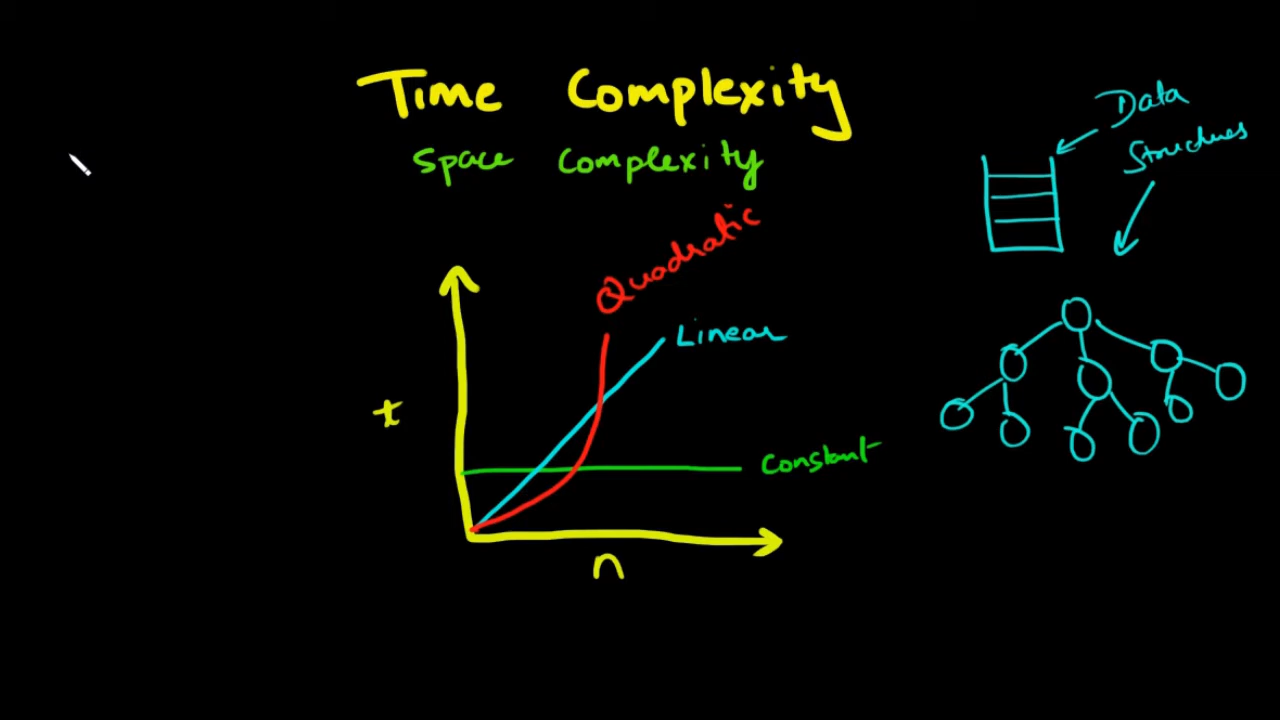 Time Complexity
Space Complexity
Data
Structures
Quadratic
Linear
t
Constant
n